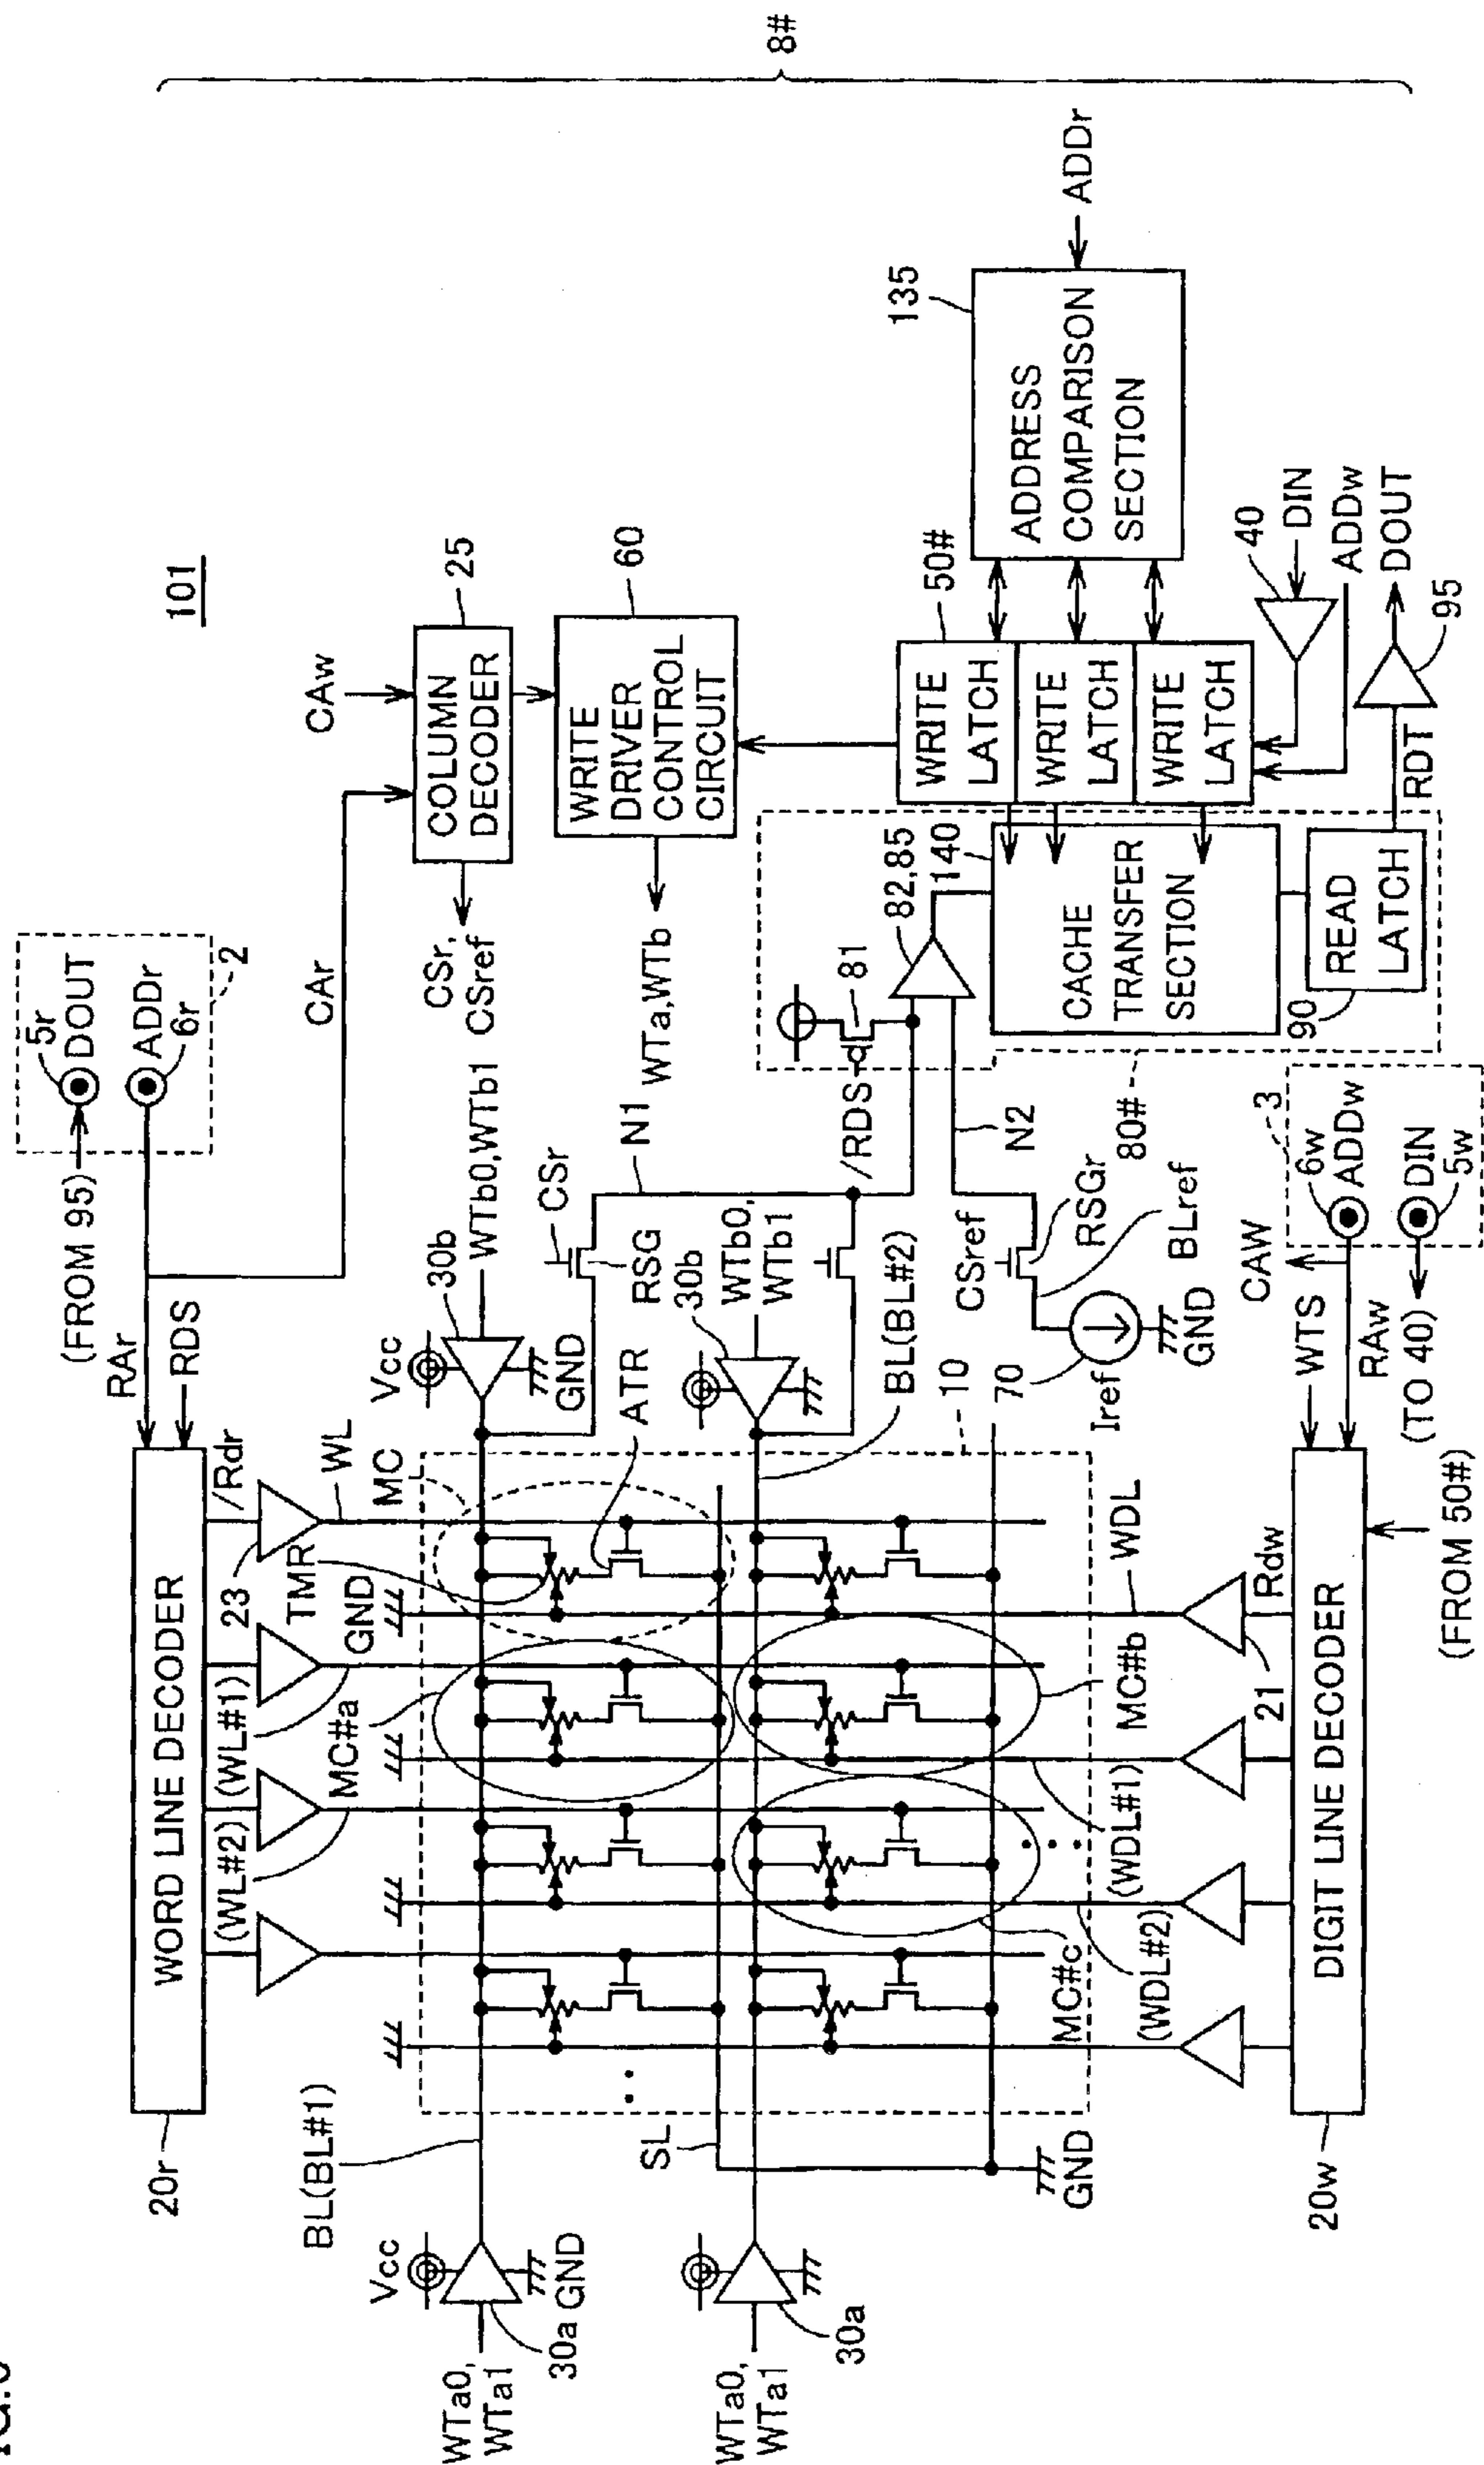 101
8#
5r
DOUT
ADDr
6r
2
(FROM 95)
RAr
RDS
CAr
CAw
COLUMN
DECODER
25
CSr,
CSref
WRITE
DRIVER
CONTROL
CIRCUIT
60
WTa,WTb
WORD LINE DECODER
20r
/Rdr
23
WL
(WL#1)
(WL#2)
TMR
GND
MC
MC#a
Vcc
30b
WTb0,WTb1
GND
CSr
RSG
ATR
N1
30b
WTb0,
WTb1
BL(BL#2)
10
/RDS
81
82,85
140
N2
80#
CSref
RSGr
BLref
70
Iref
GND
CACHE
TRANSFER
SECTION
READ
LATCH
90
RDT
95
WRITE
LATCH
WRITE
LATCH
WRITE
LATCH
50#
ADDRESS
COMPARISON
SECTION
135
ADDr
40
DIN
ADDw
DOUT
3
6w
ADDw
DIN
5w
CAW
WTS
RAw
(TO 40)
(FROM 50#)
DIGIT LINE DECODER
20w
Rdw
21
WDL
MC#b
(WDL#1)
(WDL#2)
MC#c
BL(BL#1)
SL
GND
Vcc
GND
30a
WTa0,
WTa1
30a
WTa0,
WTa1